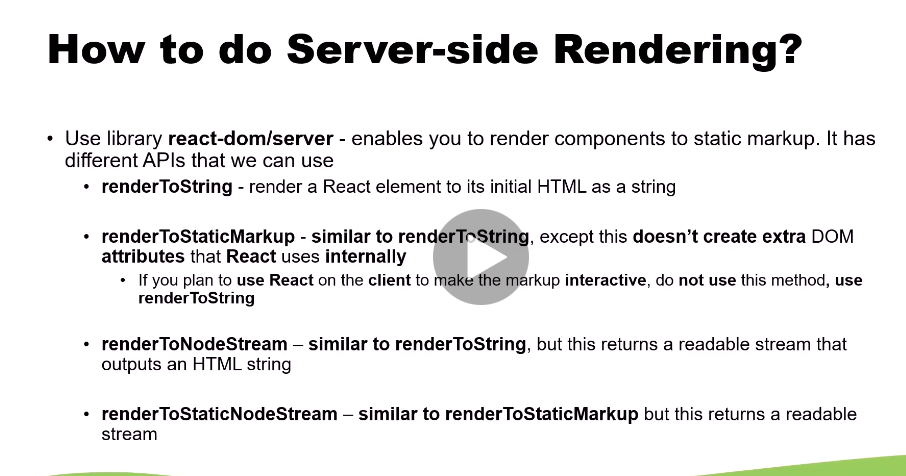 How to do Server-side Rendering?
• Use library react-dom/server - enables you to render components to static markup. It has
different APIs that we can use
• renderToString - render a React element to its initial HTML as a string
• renderToStaticMarkup - similar to renderToString, except this doesn’t create extra DOM
attributes that React uses internally
• If you plan to use React on the client to make the markup interactive, do not use this method, use
renderToString
• renderToNodeStream – similar to renderToString, but this returns a readable stream that
outputs an HTML string
• renderToStaticNodeStream – similar to renderToStaticMarkup but this returns a readable
stream